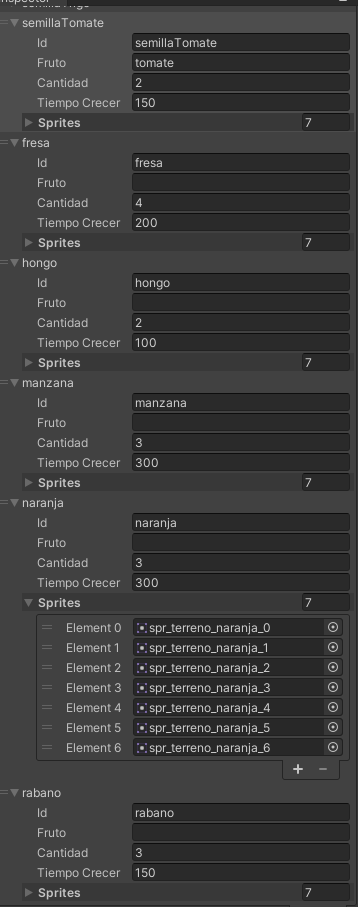 semillaTomate
Id semillaTomate
Fruto tomate
Cantidad 2
Tiempo Crecer 150
Sprites 7
fresa
Id fresa
Fruto
Cantidad 4
Tiempo Crecer 200
Sprites 7
hongo
Id hongo
Fruto
Cantidad 2
Tiempo Crecer 100
Sprites 7
manzana
Id manzana
Fruto
Cantidad 3
Tiempo Crecer 300
Sprites 7
naranja
Id naranja
Fruto
Cantidad 3
Tiempo Crecer 300
Sprites 7
Element 0 spr_terreno_naranja_0
Element 1 spr_terreno_naranja_1
Element 2 spr_terreno_naranja_2
Element 3 spr_terreno_naranja_3
Element 4 spr_terreno_naranja_4
Element 5 spr_terreno_naranja_5
Element 6 spr_terreno_naranja_6
+ −
rabano
Id rabano
Fruto
Cantidad 3
Tiempo Crecer 150
Sprites 7